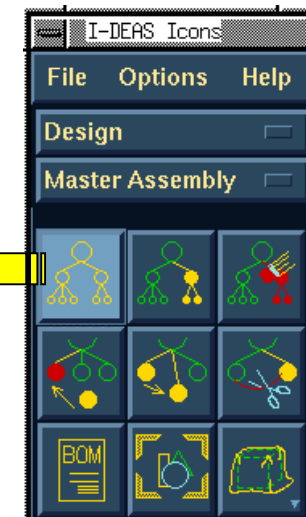 I-DEAS Icons
File Options Help
Design
Master Assembly
BOM